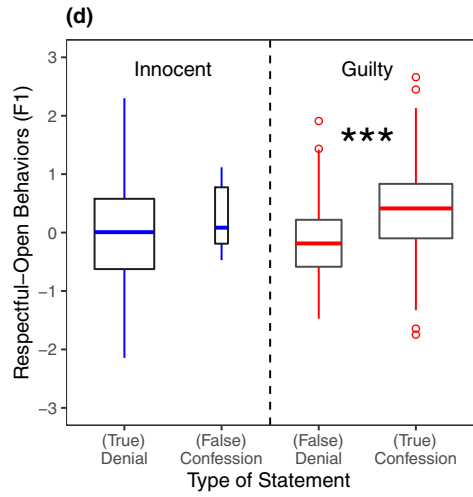 (d)
Respectful−Open Behaviors (F1)
3
2
1
0
−1
−2
−3
Innocent
Guilty
***
(True)
Denial
(False)
Confession
(False)
Denial
(True)
Confession
Type of Statement